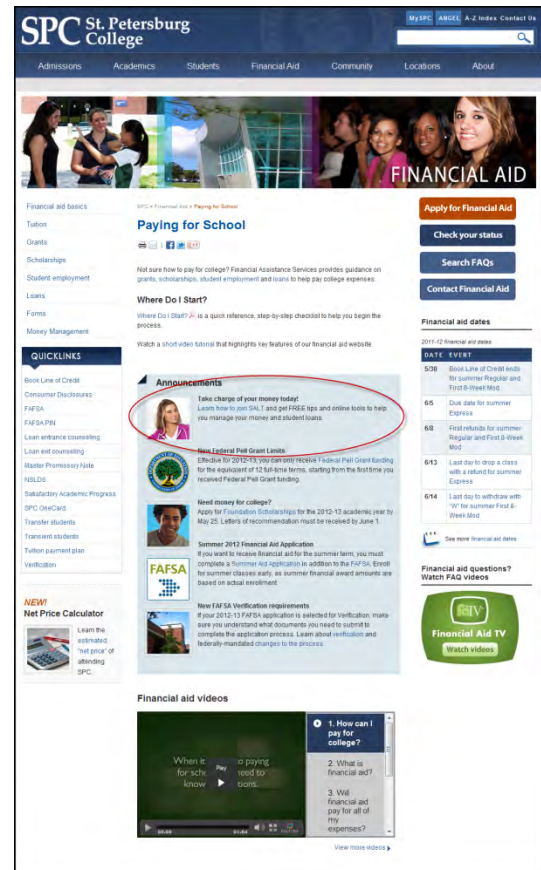 MySPC ANGEL A-Z Index Contact Us
SPC St. Petersburg College
Admissions Academics Students Financial Aid Community Locations About
FINANCIAL AID
Financial aid basics
Tuition
Grants
Scholarships
Student employment
Loans
Forms
Money Management
QUICKLINKS
Book Line of Credit
Consumer Disclosures
FAFSA
FAFSA PIN
Loan entrance counseling
Loan exit counseling
Master Promissory Note
NSLDS
Satisfactory Academic Progress
SPC OneCard
Transfer students
Transient students
Tuition payment plan
Verification
NEW!
Net Price Calculator
Learn the
estimated
"net price" of
attending
SPC.
SPC » Financial Aid » Paying for School
Paying for School
Not sure how to pay for college? Financial Assistance Services provides guidance on
grants, scholarships, student employment and loans to help pay college expenses.
Where Do I Start?
Where Do I Start? is a quick reference, step-by-step checklist to help you begin the
process.
Watch a short video tutorial that highlights key features of our financial aid website.
Announcements
Take charge of your money today!
Learn how to join SALT and get FREE tips and online tools to help
you manage your money and student loans.
New Federal Pell Grant Limits
Effective for 2012-13, you can only receive Federal Pell Grant funding
for the equivalent of 12 full-time terms, starting from the first time you
received Federal Pell Grant funding.
Need money for college?
Apply for Foundation Scholarships for the 2012-13 academic year by
May 25. Letters of recommendation must be received by June 1.
FAFSA
Summer 2012 Financial Aid Application
If you want to receive financial aid for the summer term, you must
complete a Summer Aid Application in addition to the FAFSA. Enroll
for summer classes early, as summer financial award amounts are
based on actual enrollment
New FAFSA Verification requirements
If your 2012-13 FAFSA application is selected for Verification, make
sure you understand what documents you need to submit to
complete the application process. Learn about verification and
federally-mandated changes to the process.
Financial aid videos
When it
o paying
for sch
need to
know
tions.
Play
00:00 01:04
1. How can I
pay for
college?
2. What is
financial aid?
3. Will
financial aid
pay for all of
my
expenses?
View more videos
Apply for Financial Aid
Check your status
Search FAQs
Contact Financial Aid
Financial aid dates
2011-12 financial aid dates
DATE EVENT
5/30 Book Line of Credit ends
for summer Regular and
First 8-Week Mod
6/5 Due date for summer
Express
6/8 First refunds for summer
Regular and First 8-Week
Mod
6/13 Last day to drop a class
with a refund for summer
Express
6/14 Last day to withdraw with
"W" for summer First 8-
Week Mod
See more financial aid dates
Financial aid questions?
Watch FAQ videos
Financial Aid TV
Watch videos